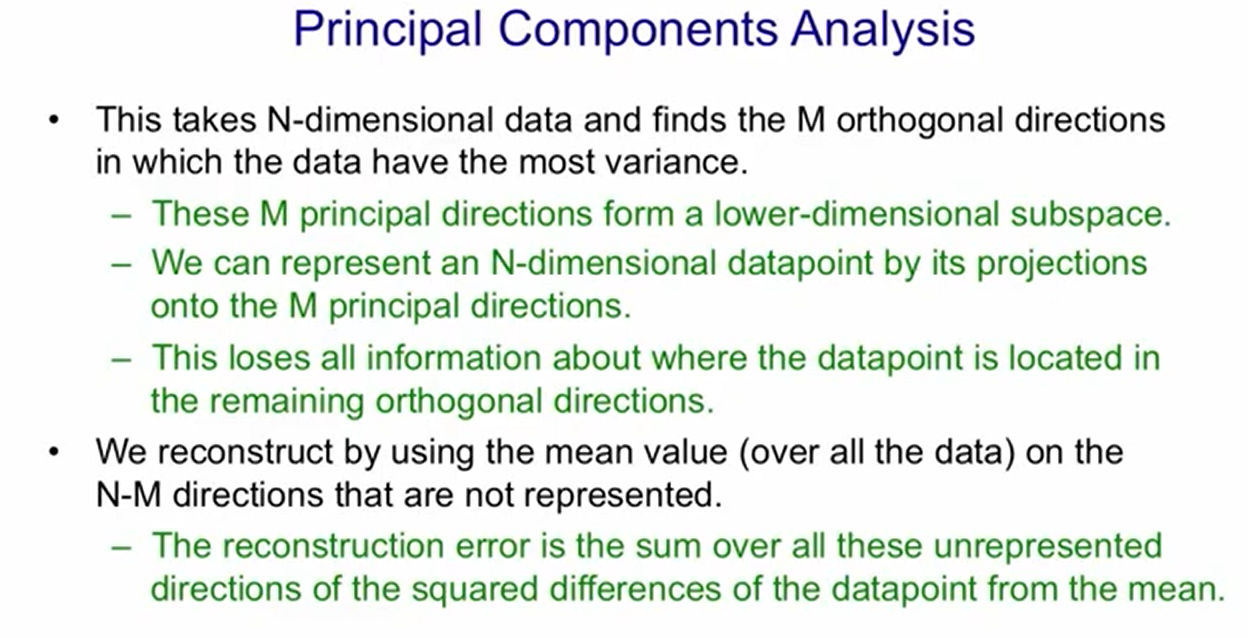 Principal Components Analysis
• This takes N-dimensional data and finds the M orthogonal directions
in which the data have the most variance.
– These M principal directions form a lower-dimensional subspace.
– We can represent an N-dimensional datapoint by its projections
onto the M principal directions.
– This loses all information about where the datapoint is located in
the remaining orthogonal directions.
• We reconstruct by using the mean value (over all the data) on the
N-M directions that are not represented.
– The reconstruction error is the sum over all these unrepresented
directions of the squared differences of the datapoint from the mean.